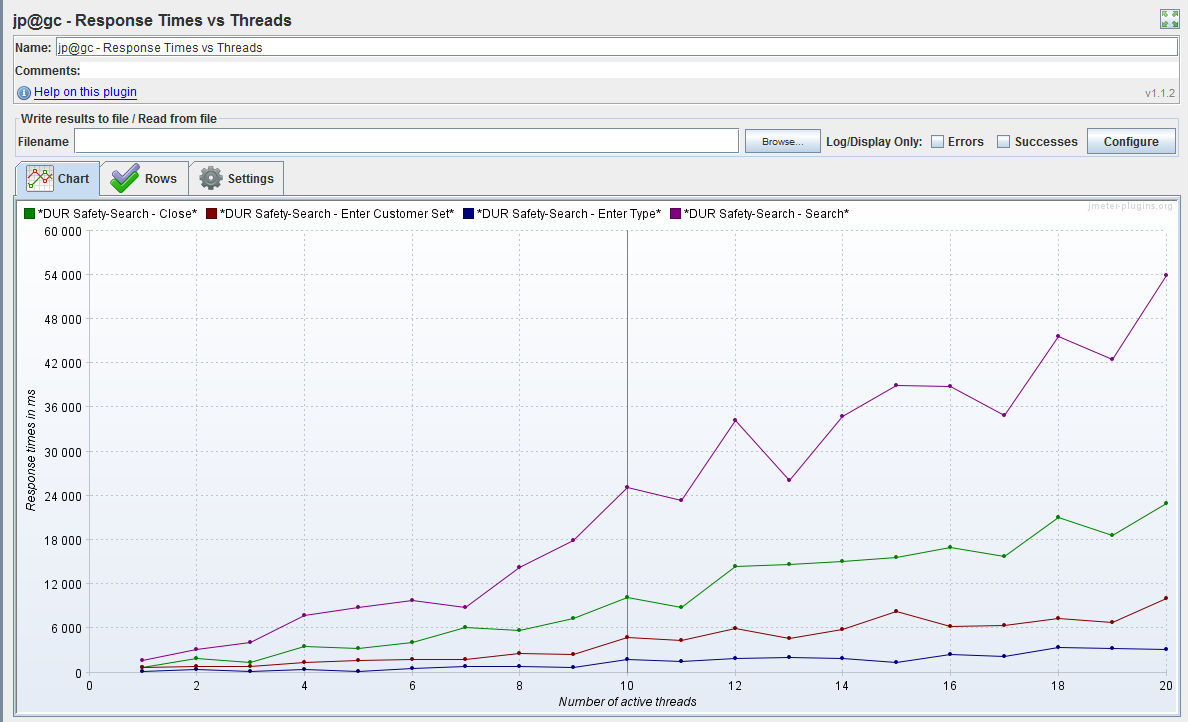 jp@gc - Response Times vs Threads
Name: jp@gc - Response Times vs Threads
Comments:
Help on this plugin
v1.1.2
Write results to file / Read from file
Filename Browse... Log/Display Only: Errors Successes Configure
Chart Rows Settings
*DUR Safety-Search - Close* *DUR Safety-Search - Enter Customer Set* *DUR Safety-Search - Enter Type* *DUR Safety-Search - Search*
jmeter-plugins.org
60 000
54 000
48 000
42 000
36 000
30 000
24 000
18 000
12 000
6 000
0
Response times in ms
0 2 4 6 8 10 12 14 16 18 20
Number of active threads